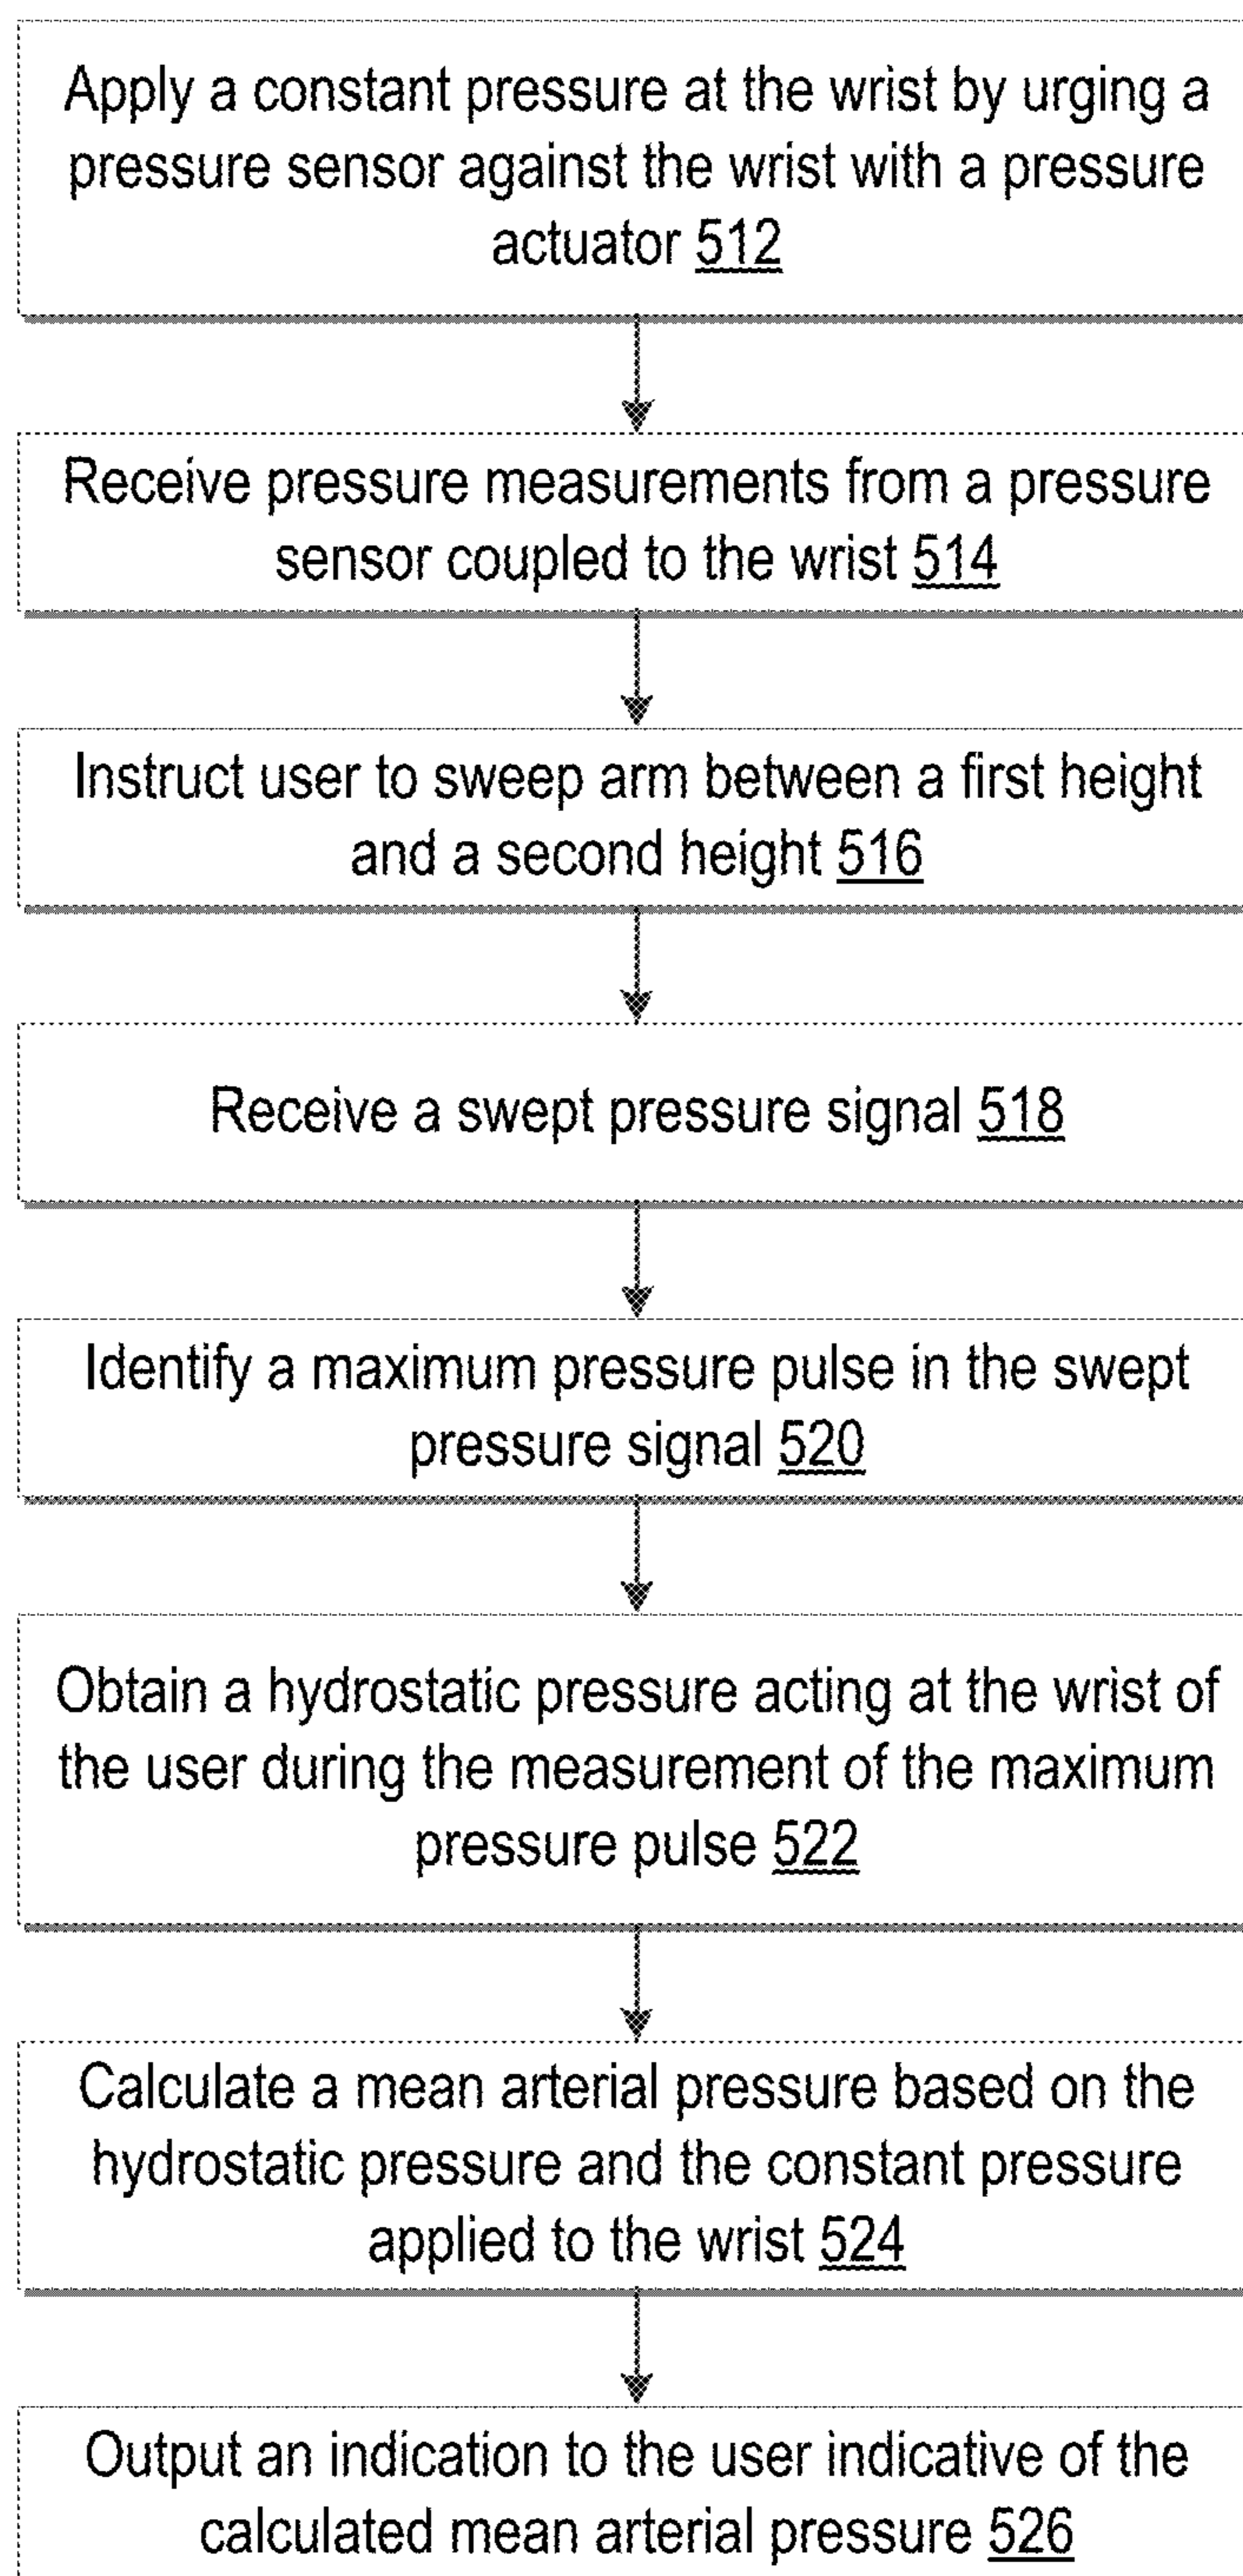 Apply a constant pressure at the wrist by urging a
pressure sensor against the wrist with a pressure
actuator 512
Receive pressure measurements from a pressure
sensor coupled to the wrist 514
Instruct user to sweep arm between a first height
and a second height 516
Receive a swept pressure signal 518
Identify a maximum pressure pulse in the swept
pressure signal 520
Obtain a hydrostatic pressure acting at the wrist of
the user during the measurement of the maximum
pressure pulse 522
Calculate a mean arterial pressure based on the
hydrostatic pressure and the constant pressure
applied to the wrist 524
Output an indication to the user indicative of the
calculated mean arterial pressure 526